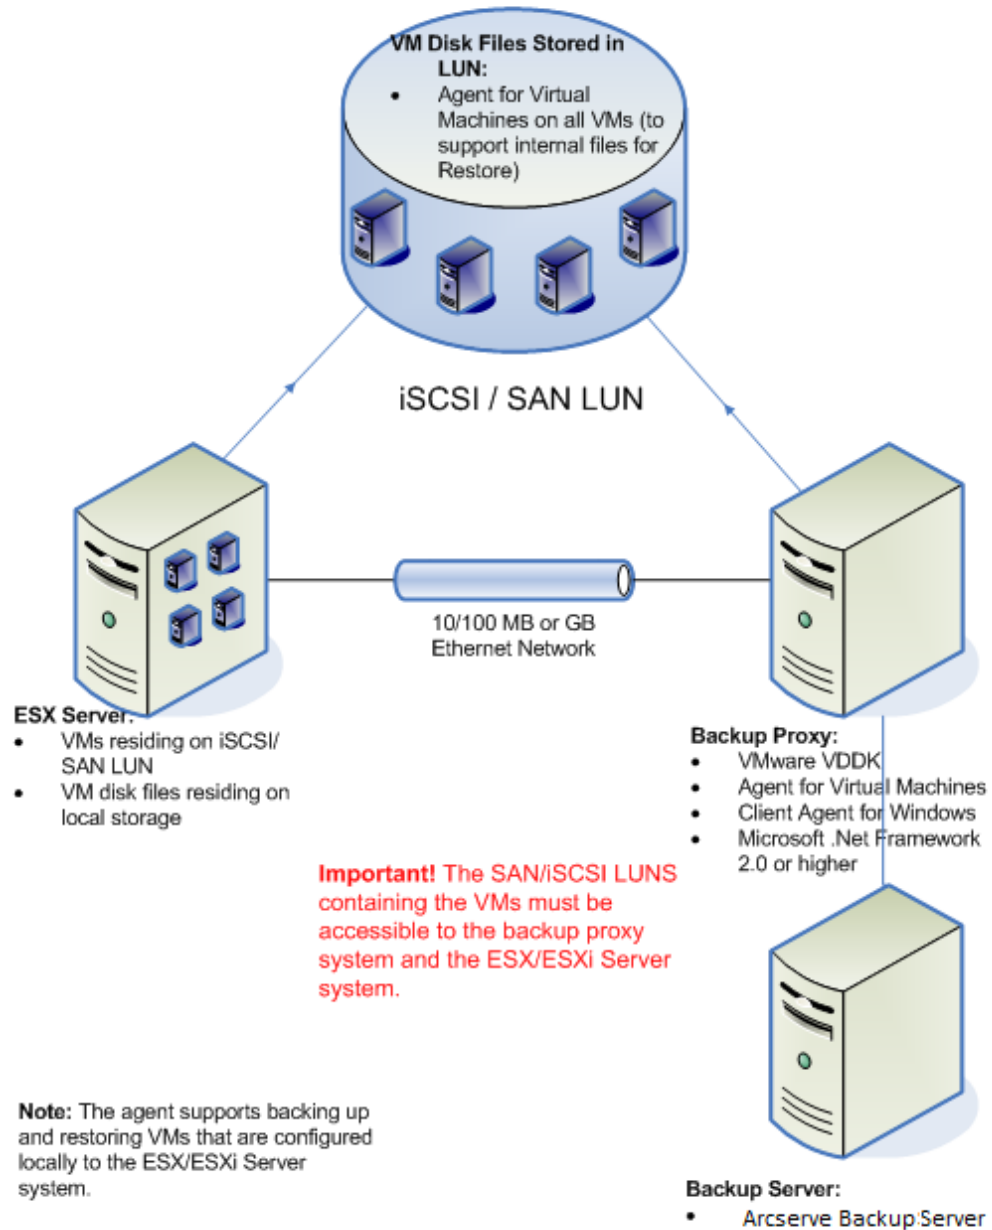 VM Disk Files Stored in
LUN:
• Agent for Virtual
Machines on all VMs (to
support internal files for
Restore)
iSCSI / SAN LUN
10/100 MB or GB
Ethernet Network
ESX Server:
• VMs residing on iSCSI/
SAN LUN
• VM disk files residing on
local storage
Backup Proxy:
• VMware VDDK
• Agent for Virtual Machines
• Client Agent for Windows
• Microsoft .Net Framework
2.0 or higher
Important! The SAN/iSCSI LUNS
containing the VMs must be
accessible to the backup proxy
system and the ESX/ESXi Server
system.
Note: The agent supports backing up
and restoring VMs that are configured
locally to the ESX/ESXi Server
system.
Backup Server:
• Arcserve Backup Server